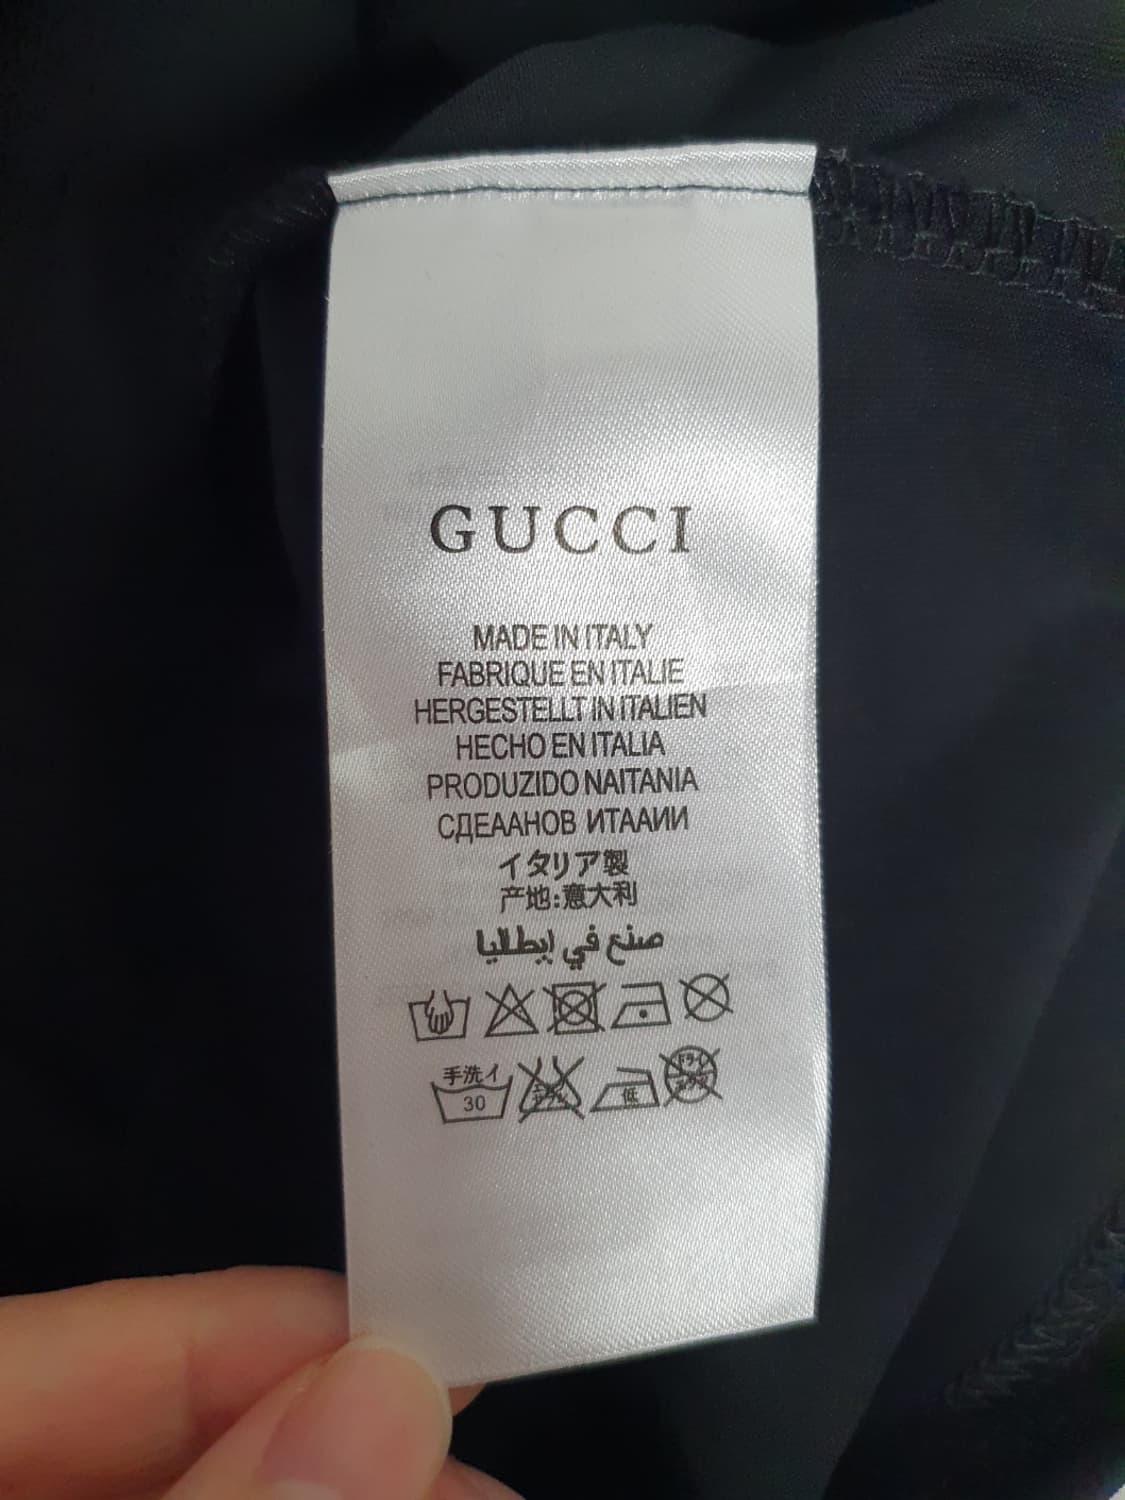 GUCCI
MADE IN ITALY
FABRIQUE EN ITALIE
HERGESTELLT IN ITALIEN
HECHO EN ITALIA
PRODUZIDO NAITANIA
СДЕААНОВ ИТААИИ
イタリア製
产地:意大利
صنع في إيطاليا
手洗イ
30
低